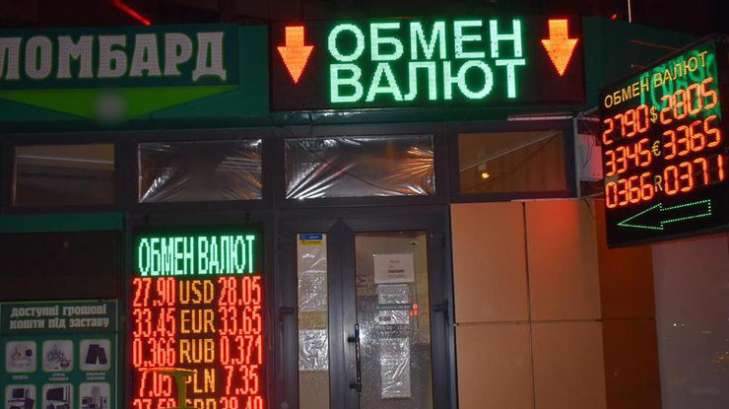 ЛОМБАРД
ОБМЕН
ВАЛЮТ
ОБМЕН ВАЛЮТ
2790 $ 2805
3345 € 3365
0366 R 0371
ОБМЕН ВАЛЮТ
27.90 USD 28.05
33.45 EUR 33.65
0.366 RUB 0.371
7.05 PLN 7.35
доступні грошові
кошти під заставу